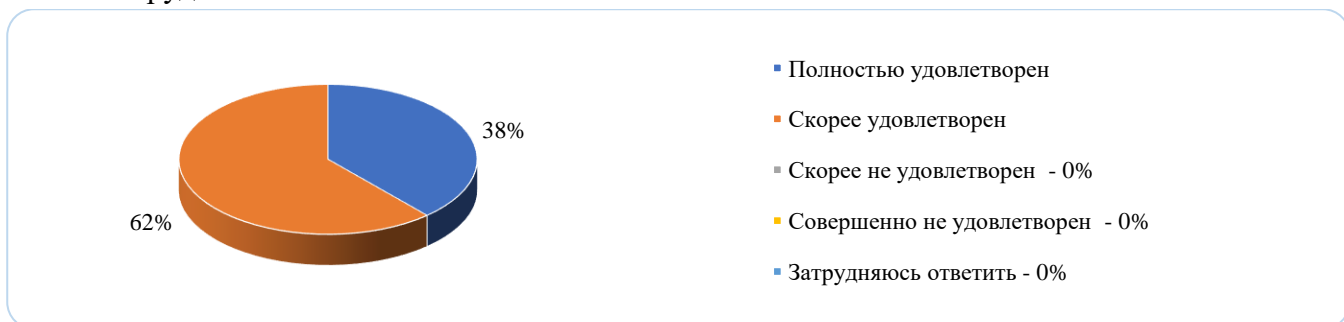 38%
62%
Полностью удовлетворен
Скорее удовлетворен
Скорее не удовлетворен - 0%
Совершенно не удовлетворен - 0%
Затрудняюсь ответить - 0%